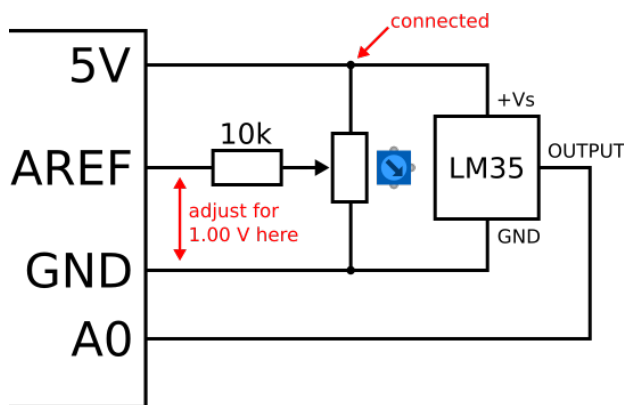 connected
5V
+Vs
10k
OUTPUT
AREF
LM35
adjust for
1.00 V here
GND
GND
A0